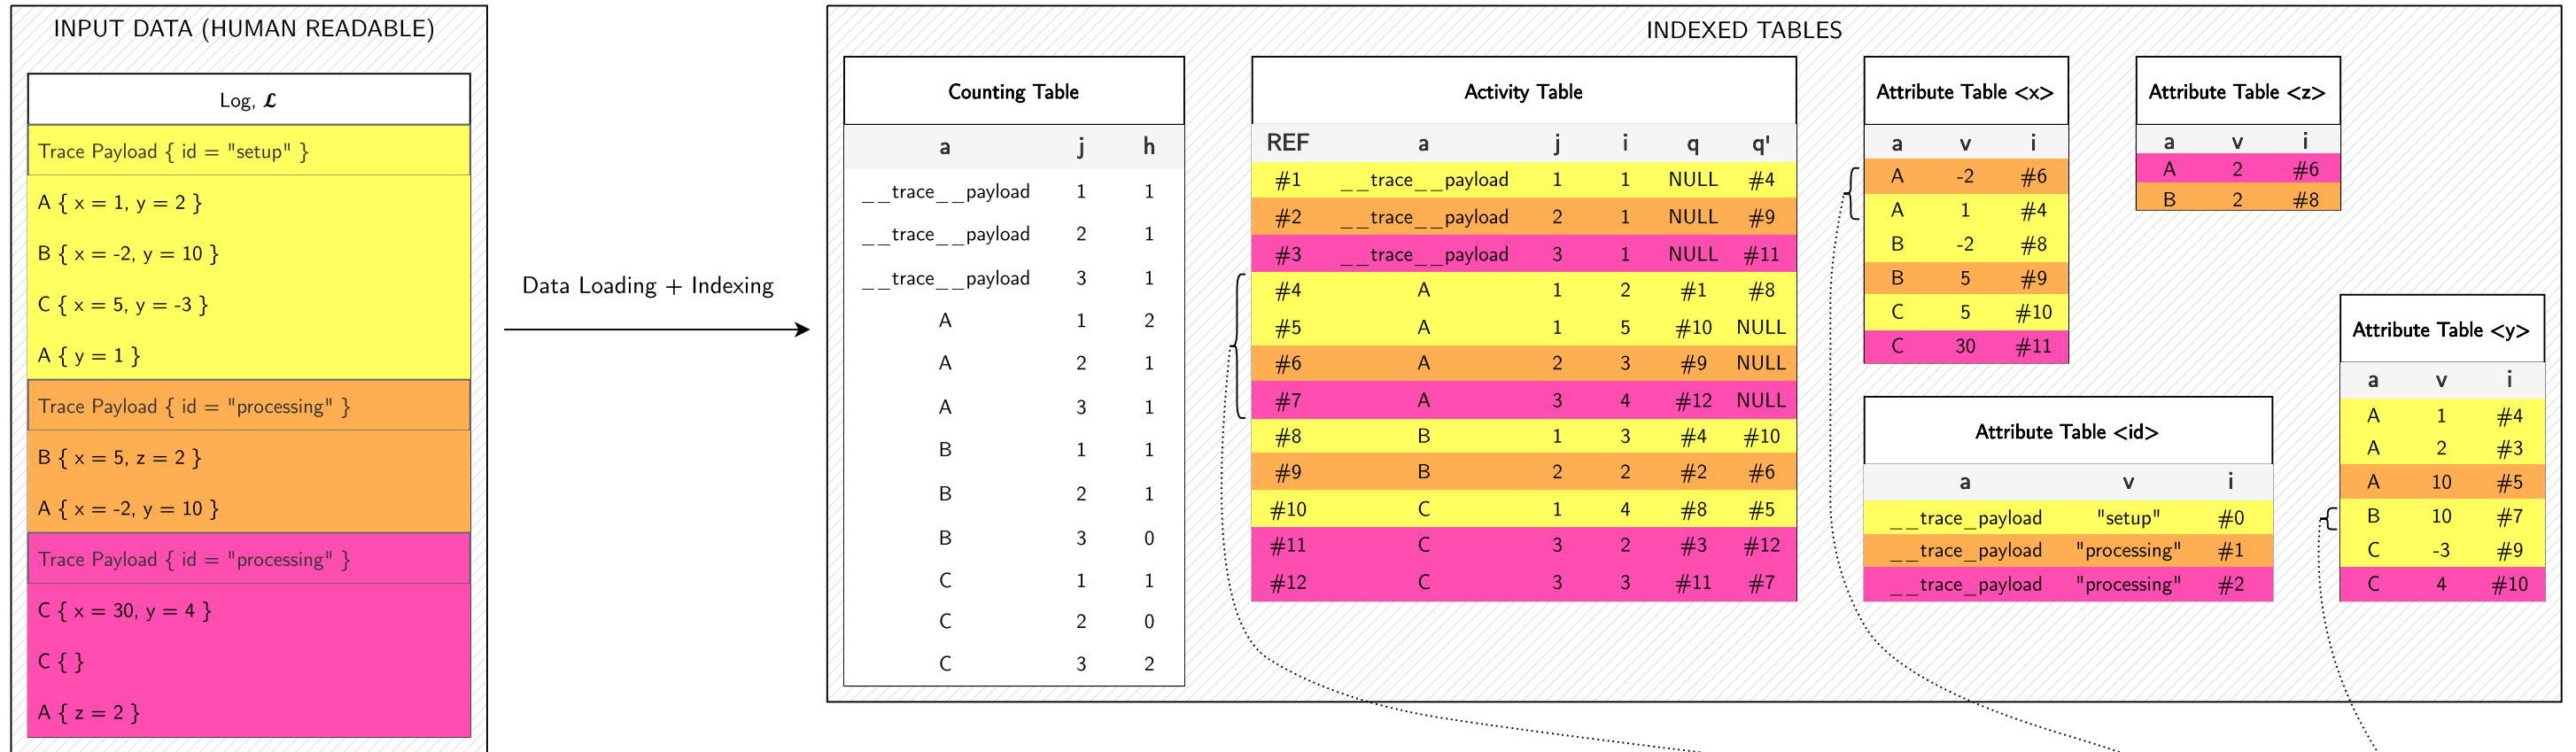 INPUT DATA (HUMAN READABLE)
Log, ℒ
Trace Payload { id = "setup" }
A { x = 1, y = 2 }
B { x = -2, y = 10 }
C { x = 5, y = -3 }
A { y = 1 }
Trace Payload { id = "processing" }
B { x = 5, z = 2 }
A { x = -2, y = 10 }
Trace Payload { id = "processing" }
C { x = 30, y = 4 }
C { }
A { z = 2 }
Data Loading + Indexing
INDEXED TABLES
Counting Table
a j h
__trace__payload 1 1
__trace__payload 2 1
__trace__payload 3 1
A 1 2
A 2 1
A 3 1
B 1 1
B 2 1
B 3 0
C 1 1
C 2 0
C 3 2
Activity Table
REF a j i q q'
#1 __trace__payload 1 1 NULL #4
#2 __trace__payload 2 1 NULL #9
#3 __trace__payload 3 1 NULL #11
#4 A 1 2 #1 #8
#5 A 1 5 #10 NULL
#6 A 2 3 #9 NULL
#7 A 3 4 #12 NULL
#8 B 1 3 #4 #10
#9 B 2 2 #2 #6
#10 C 1 4 #8 #5
#11 C 3 2 #3 #12
#12 C 3 3 #11 #7
Attribute Table <x>
a v i
A -2 #6
A 1 #4
B -2 #8
B 5 #9
C 5 #10
C 30 #11
Attribute Table <z>
a v i
A 2 #6
B 2 #8
Attribute Table <id>
a v i
__trace_payload "setup" #0
__trace_payload "processing" #1
__trace_payload "processing" #2
Attribute Table <y>
a v i
A 1 #4
A 2 #3
A 10 #5
B 10 #7
C -3 #9
C 4 #10